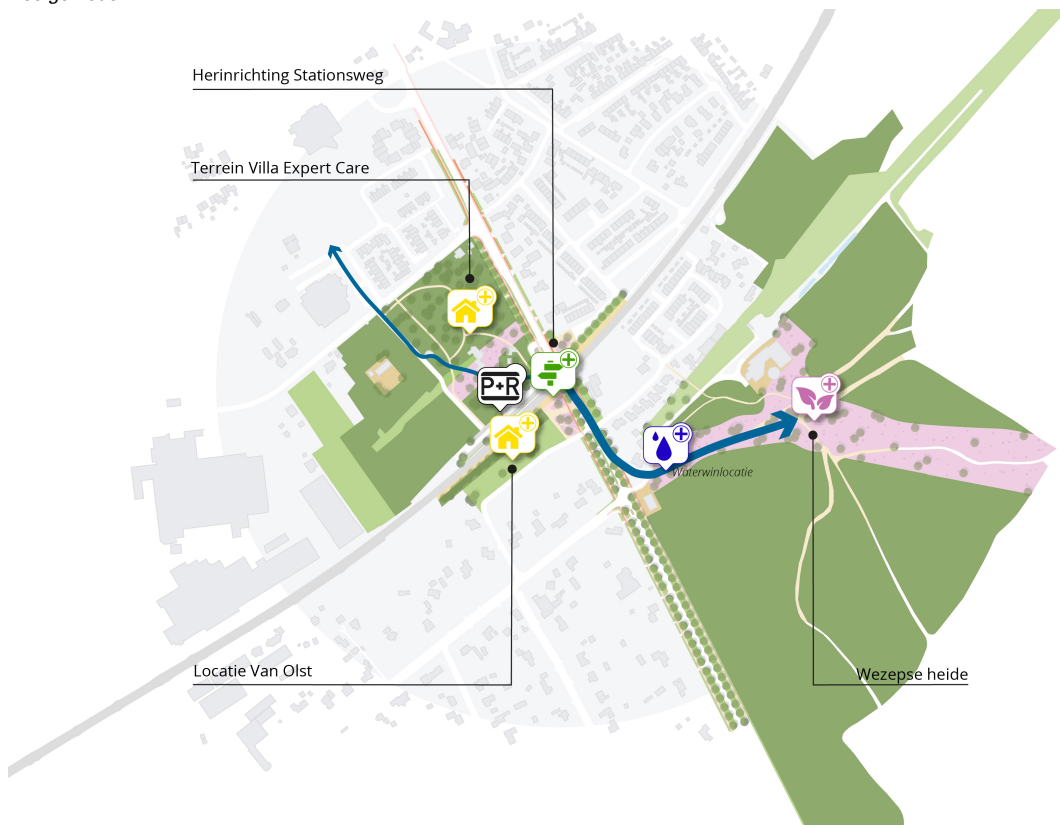 Herinrichting Stationsweg
Terrein Villa Expert Care
P+R
Waterwinlocatie
Locatie Van Olst
Wezepse heide